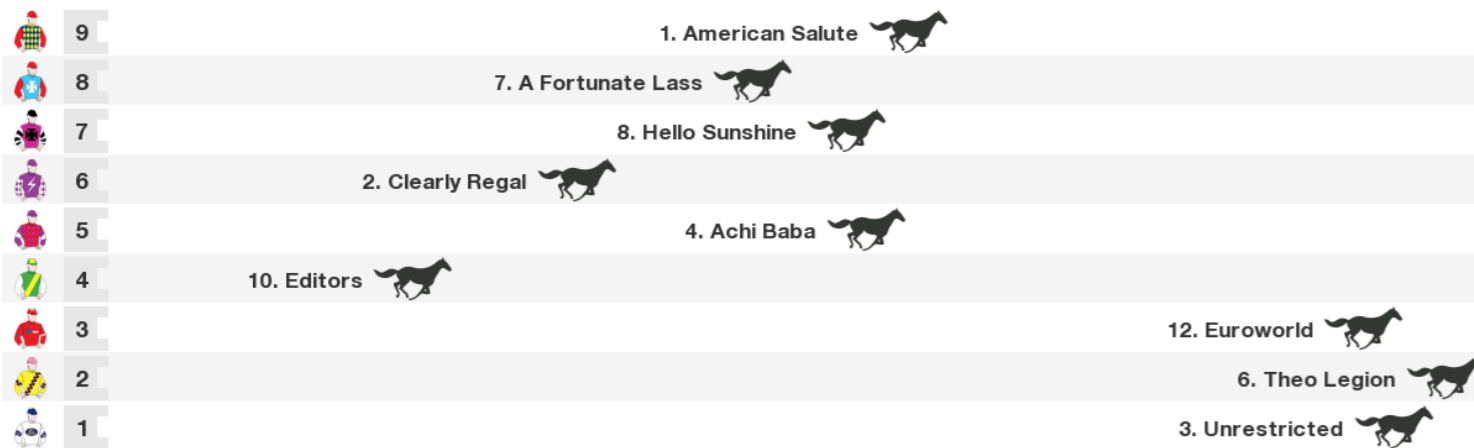 9 1. American Salute
8 7. A Fortunate Lass
7 8. Hello Sunshine
6 2. Clearly Regal
5 4. Achi Baba
4 10. Editors
3 12. Euroworld
2 6. Theo Legion
1 3. Unrestricted